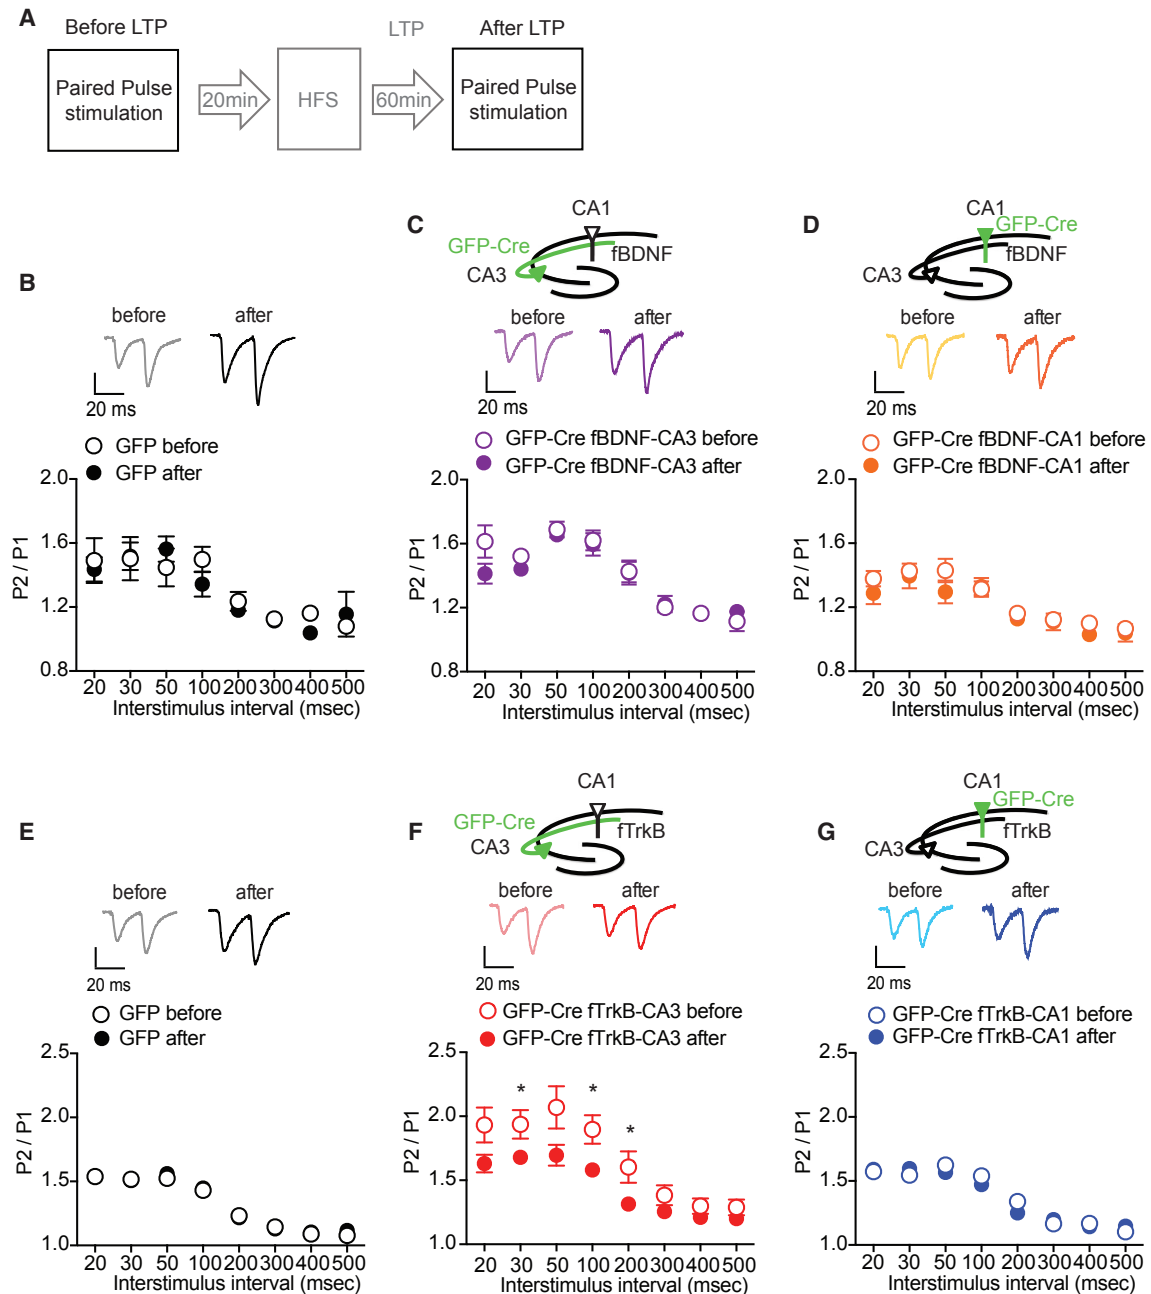 A
Before LTP
LTP
After LTP
Paired Pulse
stimulation
20min
HFS
60min
Paired Pulse
stimulation
B
before
after
20 ms
GFP before
GFP after
2.0
1.6
1.2
0.8
P2 / P1
20 30 50 100 200 300 400 500
Interstimulus interval (msec)
C
CA1
GFP-Cre
fBDNF
CA3
before
after
20 ms
GFP-Cre fBDNF-CA3 before
GFP-Cre fBDNF-CA3 after
2.0
1.6
1.2
0.8
P2 / P1
20 30 50 100 200 300 400 500
Interstimulus interval (msec)
D
CA1
GFP-Cre
fBDNF
CA3
before
after
20 ms
GFP-Cre fBDNF-CA1 before
GFP-Cre fBDNF-CA1 after
2.0
1.6
1.2
0.8
P2 / P1
20 30 50 100 200 300 400 500
Interstimulus interval (msec)
E
before
after
20 ms
GFP before
GFP after
2.5
2.0
1.5
1.0
P2 / P1
20 30 50 100 200 300 400 500
Interstimulus interval (msec)
F
CA1
GFP-Cre
fTrkB
CA3
before
after
20 ms
GFP-Cre fTrkB-CA3 before
GFP-Cre fTrkB-CA3 after
2.5
2.0
1.5
1.0
P2 / P1
* * *
20 30 50 100 200 300 400 500
Interstimulus interval (msec)
G
CA1
GFP-Cre
fTrkB
CA3
before
after
20 ms
GFP-Cre fTrkB-CA1 before
GFP-Cre fTrkB-CA1 after
2.5
2.0
1.5
1.0
P2 / P1
20 30 50 100 200 300 400 500
Interstimulus interval (msec)